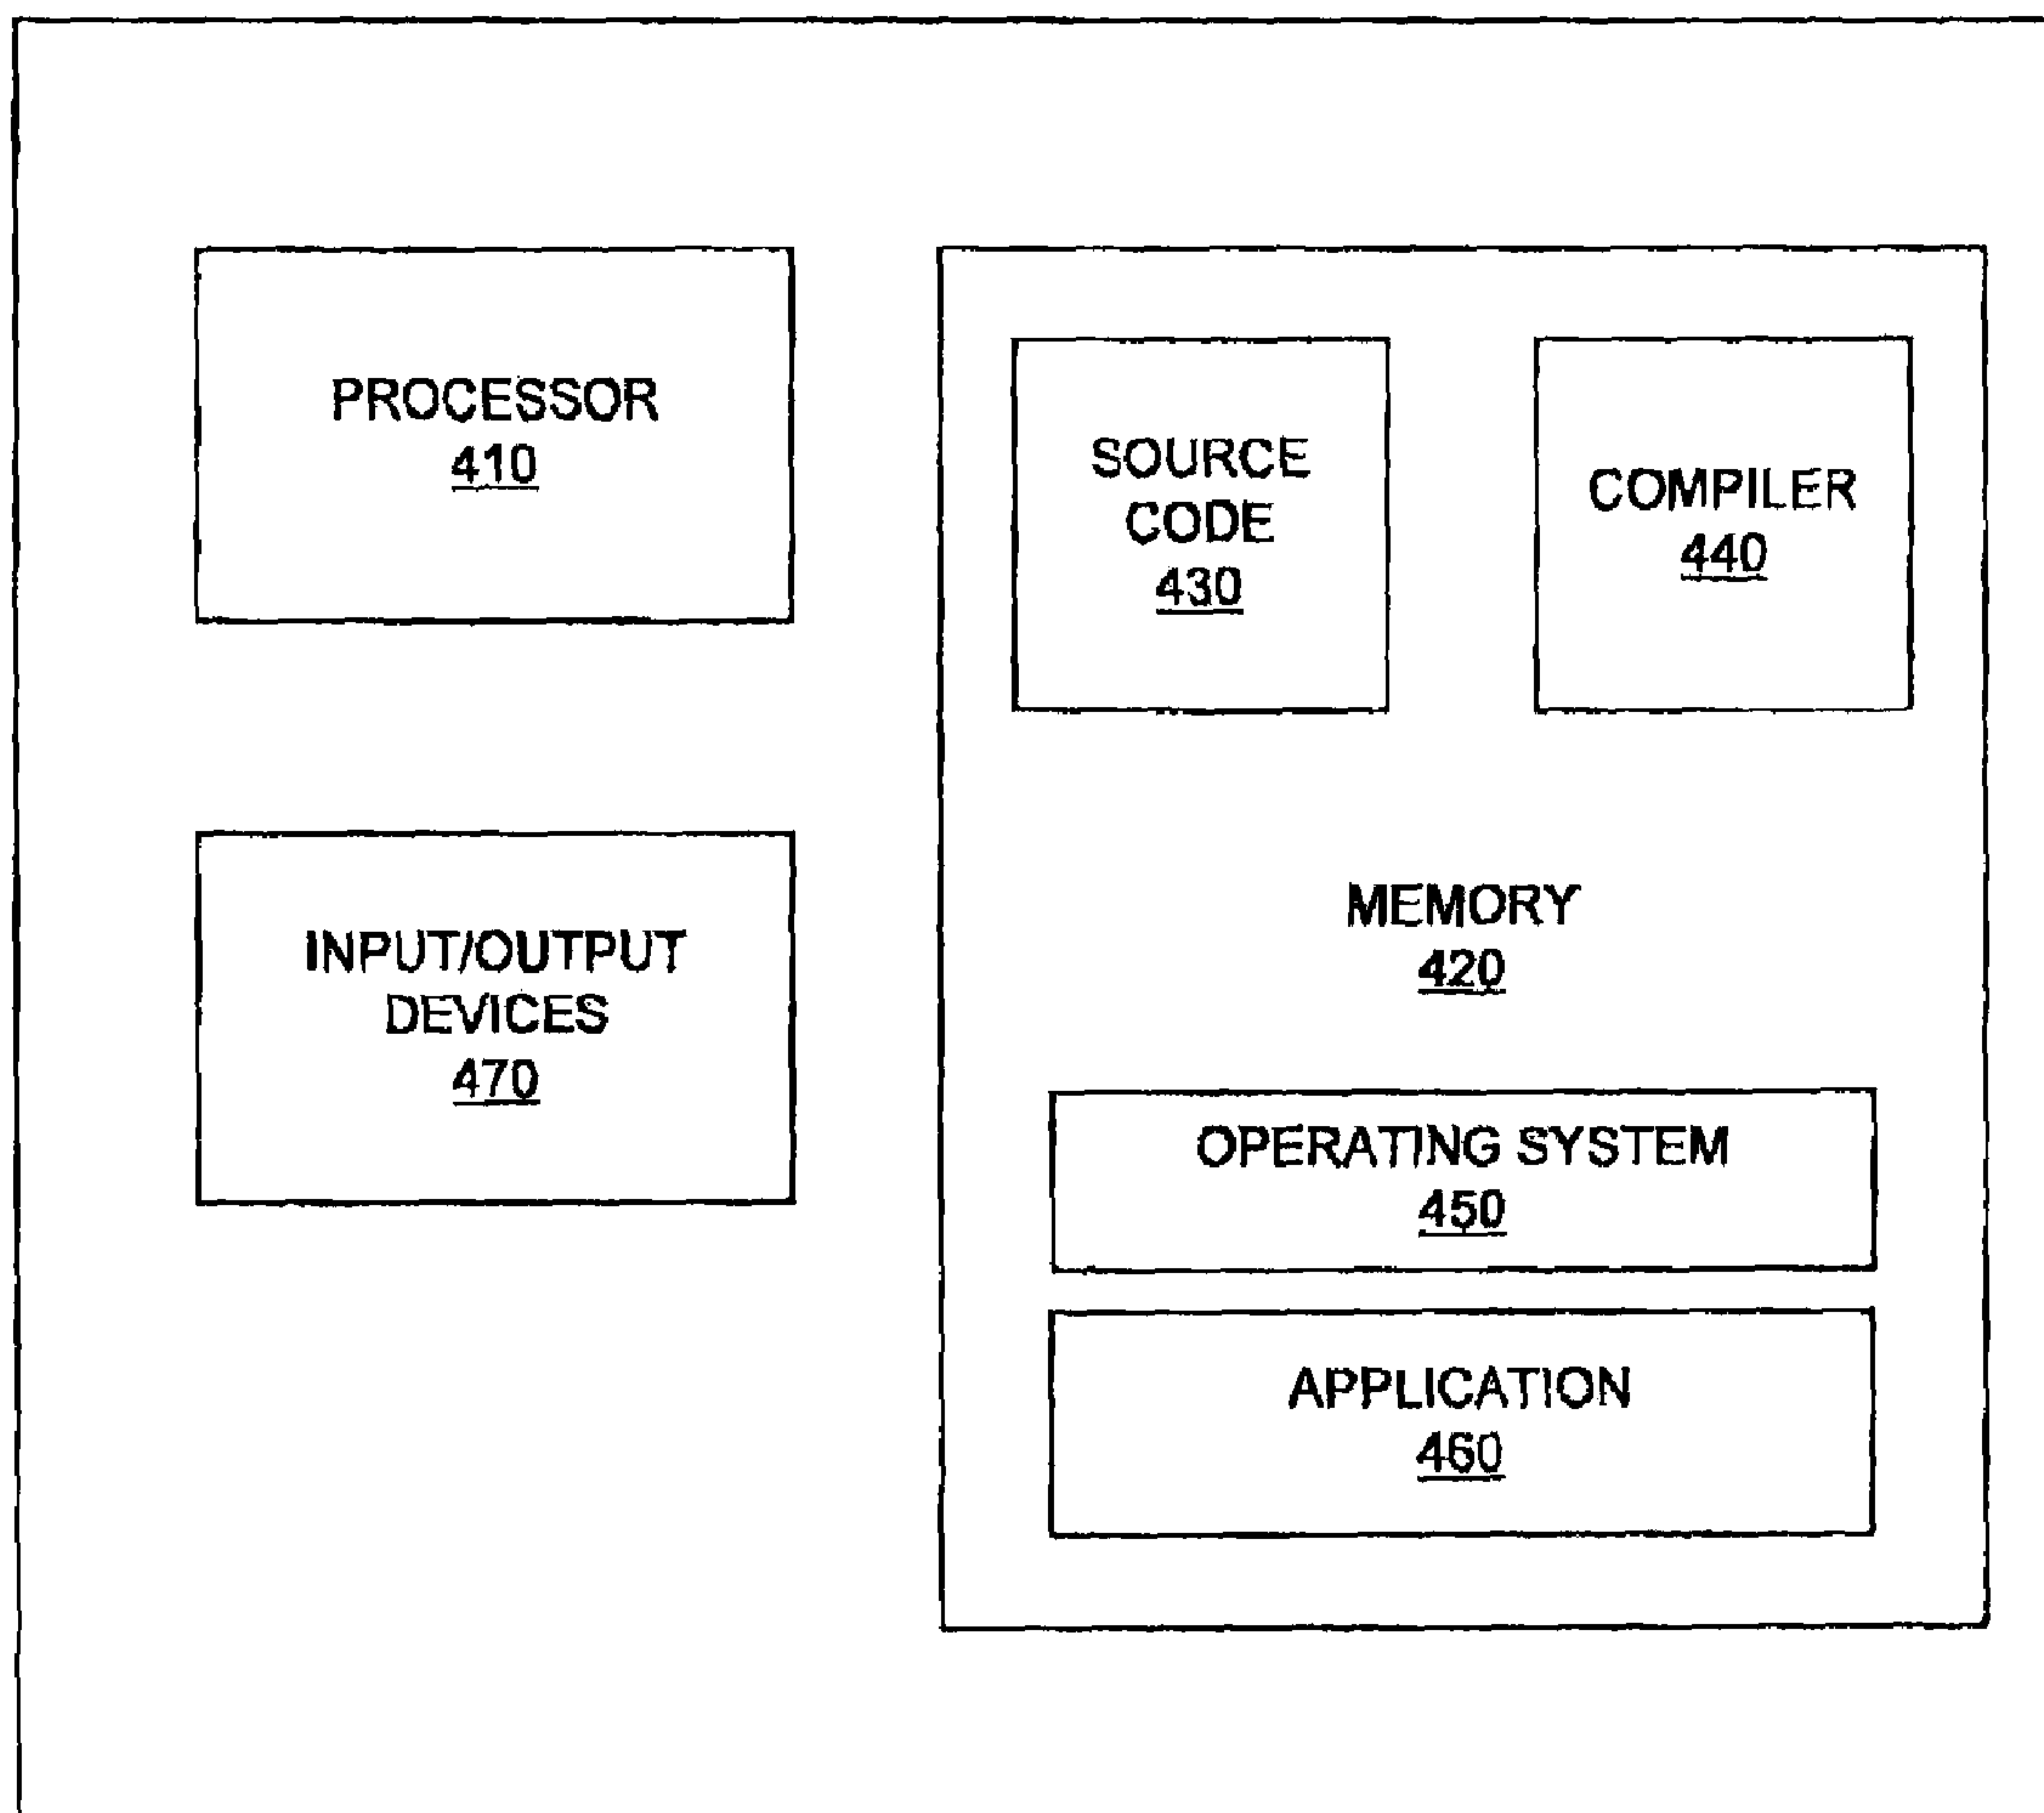 PROCESSOR
410
SOURCE
CODE
430
COMPILER
440
INPUT/OUTPUT
DEVICES
470
MEMORY
420
OPERATING SYSTEM
450
APPLICATION
460